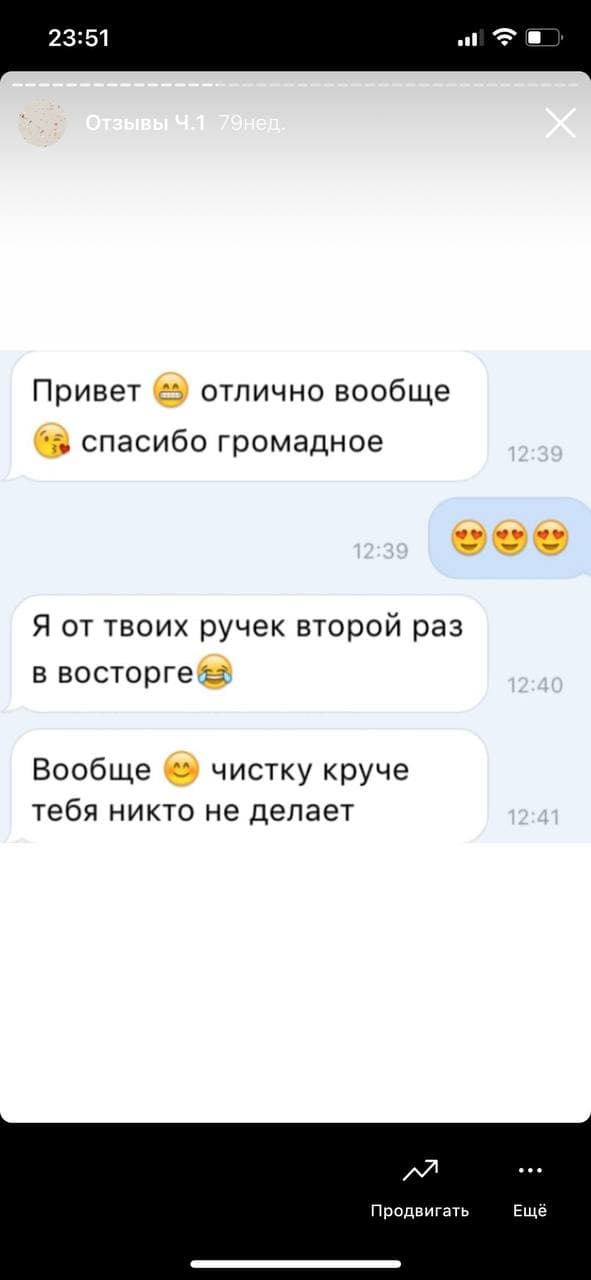 23:51
Отзывы Ч.1 79нед.
Привет 😁 отлично вообще
😘 спасибо громадное
12:39
😍😍😍
12:39
Я от твоих ручек второй раз
в восторге😂
12:40
Вообще 😊 чистку круче
тебя никто не делает
12:41
Продвигать
Ещё